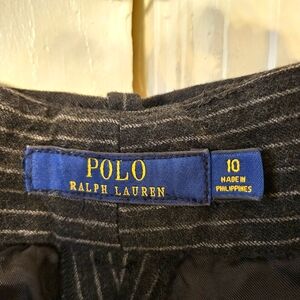 POLO
RALPH LAUREN
10
MADE IN
PHILIPPINES